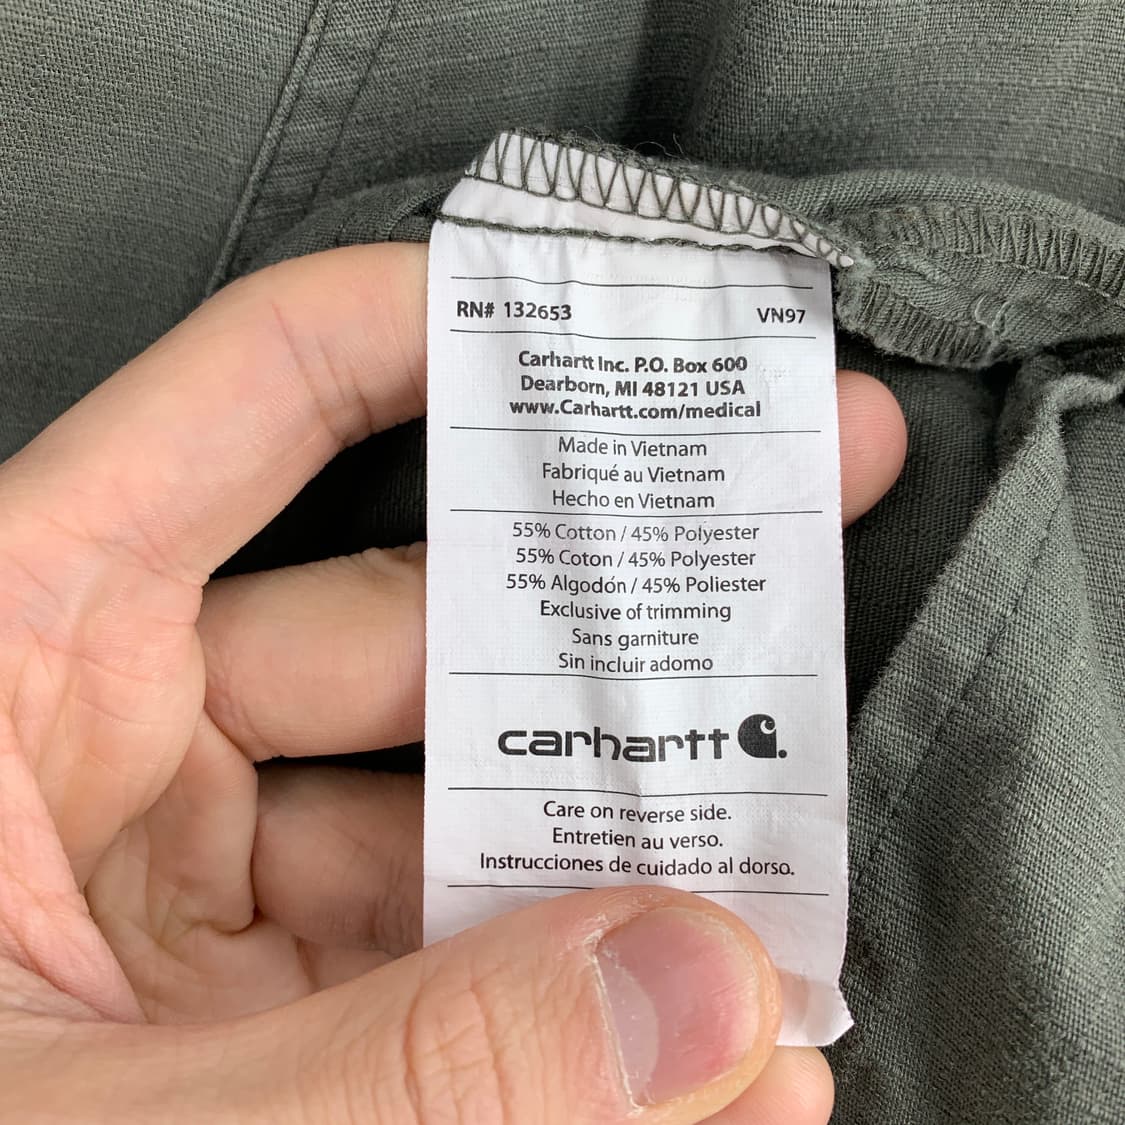 RN# 132653 VN97
Carhartt Inc. P.O. Box 600
Dearborn, MI 48121 USA
www.Carhartt.com/medical
Made in Vietnam
Fabriqué au Vietnam
Hecho en Vietnam
55% Cotton / 45% Polyester
55% Coton / 45% Polyester
55% Algodón / 45% Poliester
Exclusive of trimming
Sans garniture
Sin incluir adomo
carhartt
Care on reverse side.
Entretien au verso.
Instrucciones de cuidado al dorso.